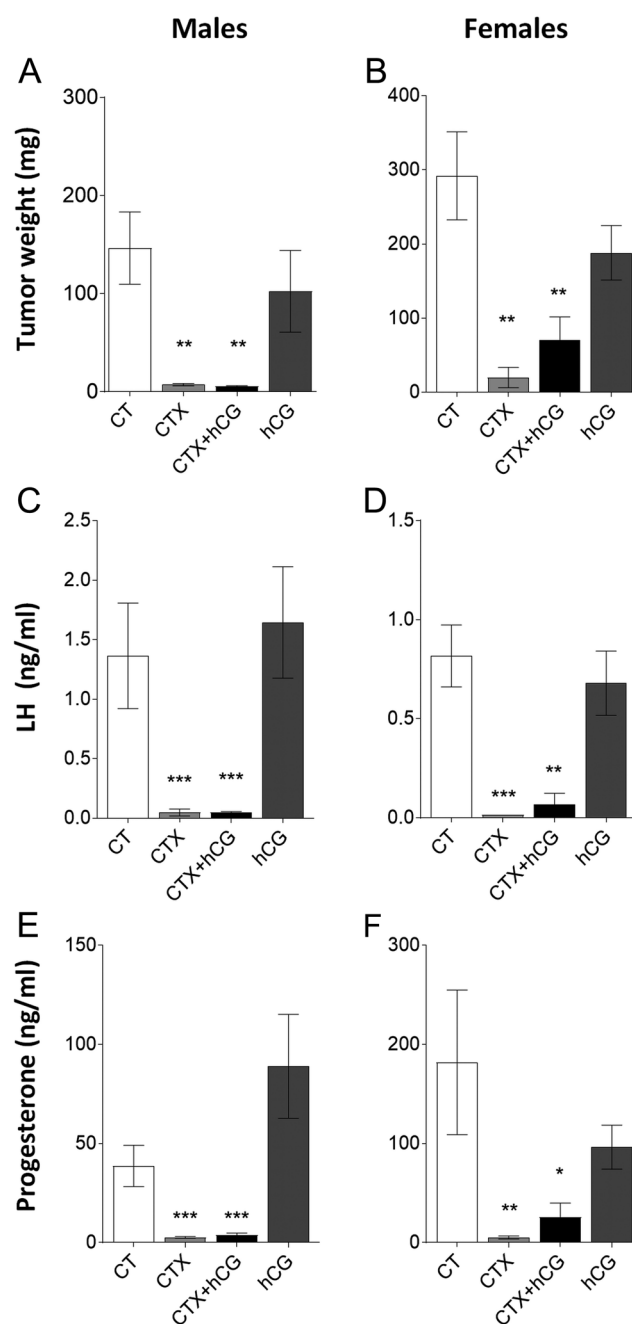 Males Females
A B
Tumor weight (mg)
300
200
100
0
** **
CT CTX CTX+hCG hCG
400
300
200
100
0
** **
CT CTX CTX+hCG hCG
C D
LH (ng/ml)
2.5
2.0
1.5
1.0
0.5
0.0
*** ***
CT CTX CTX+hCG hCG
1.5
1.0
0.5
0.0
*** **
CT CTX CTX+hCG hCG
E F
Progesterone (ng/ml)
150
100
50
0
*** ***
CT CTX CTX+hCG hCG
300
200
100
0
** *
CT CTX CTX+hCG hCG